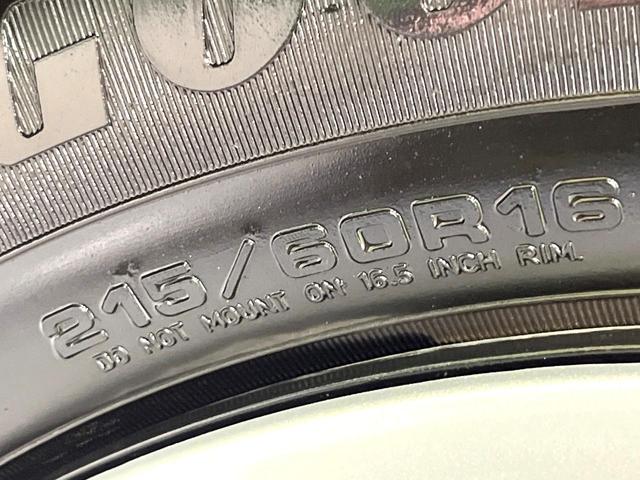 215/60R16
DO NOT MOUNT ON 16.5 INCH RIM.